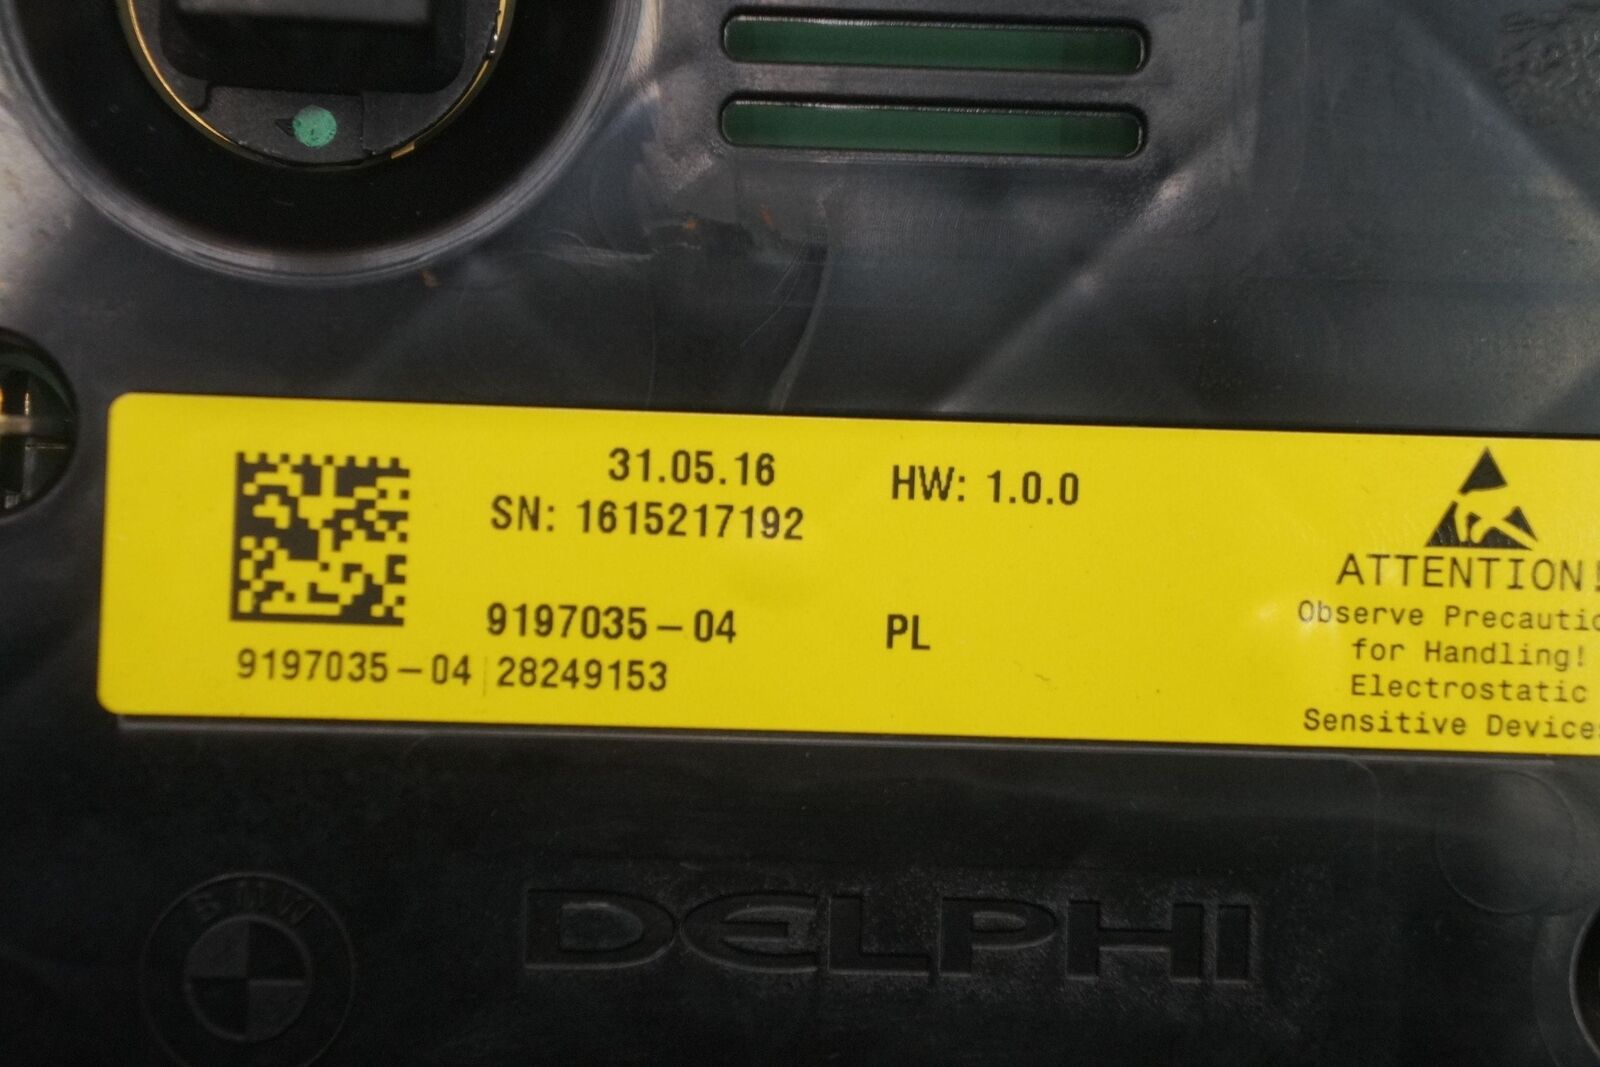 31.05.16
HW: 1.0.0
SN: 1615217192
9197035-04
PL
9197035-04 | 28249153
ATTENTION!
Observe Precautio
for Handling!
Electrostatic
Sensitive Devices
BMW
DELPHI